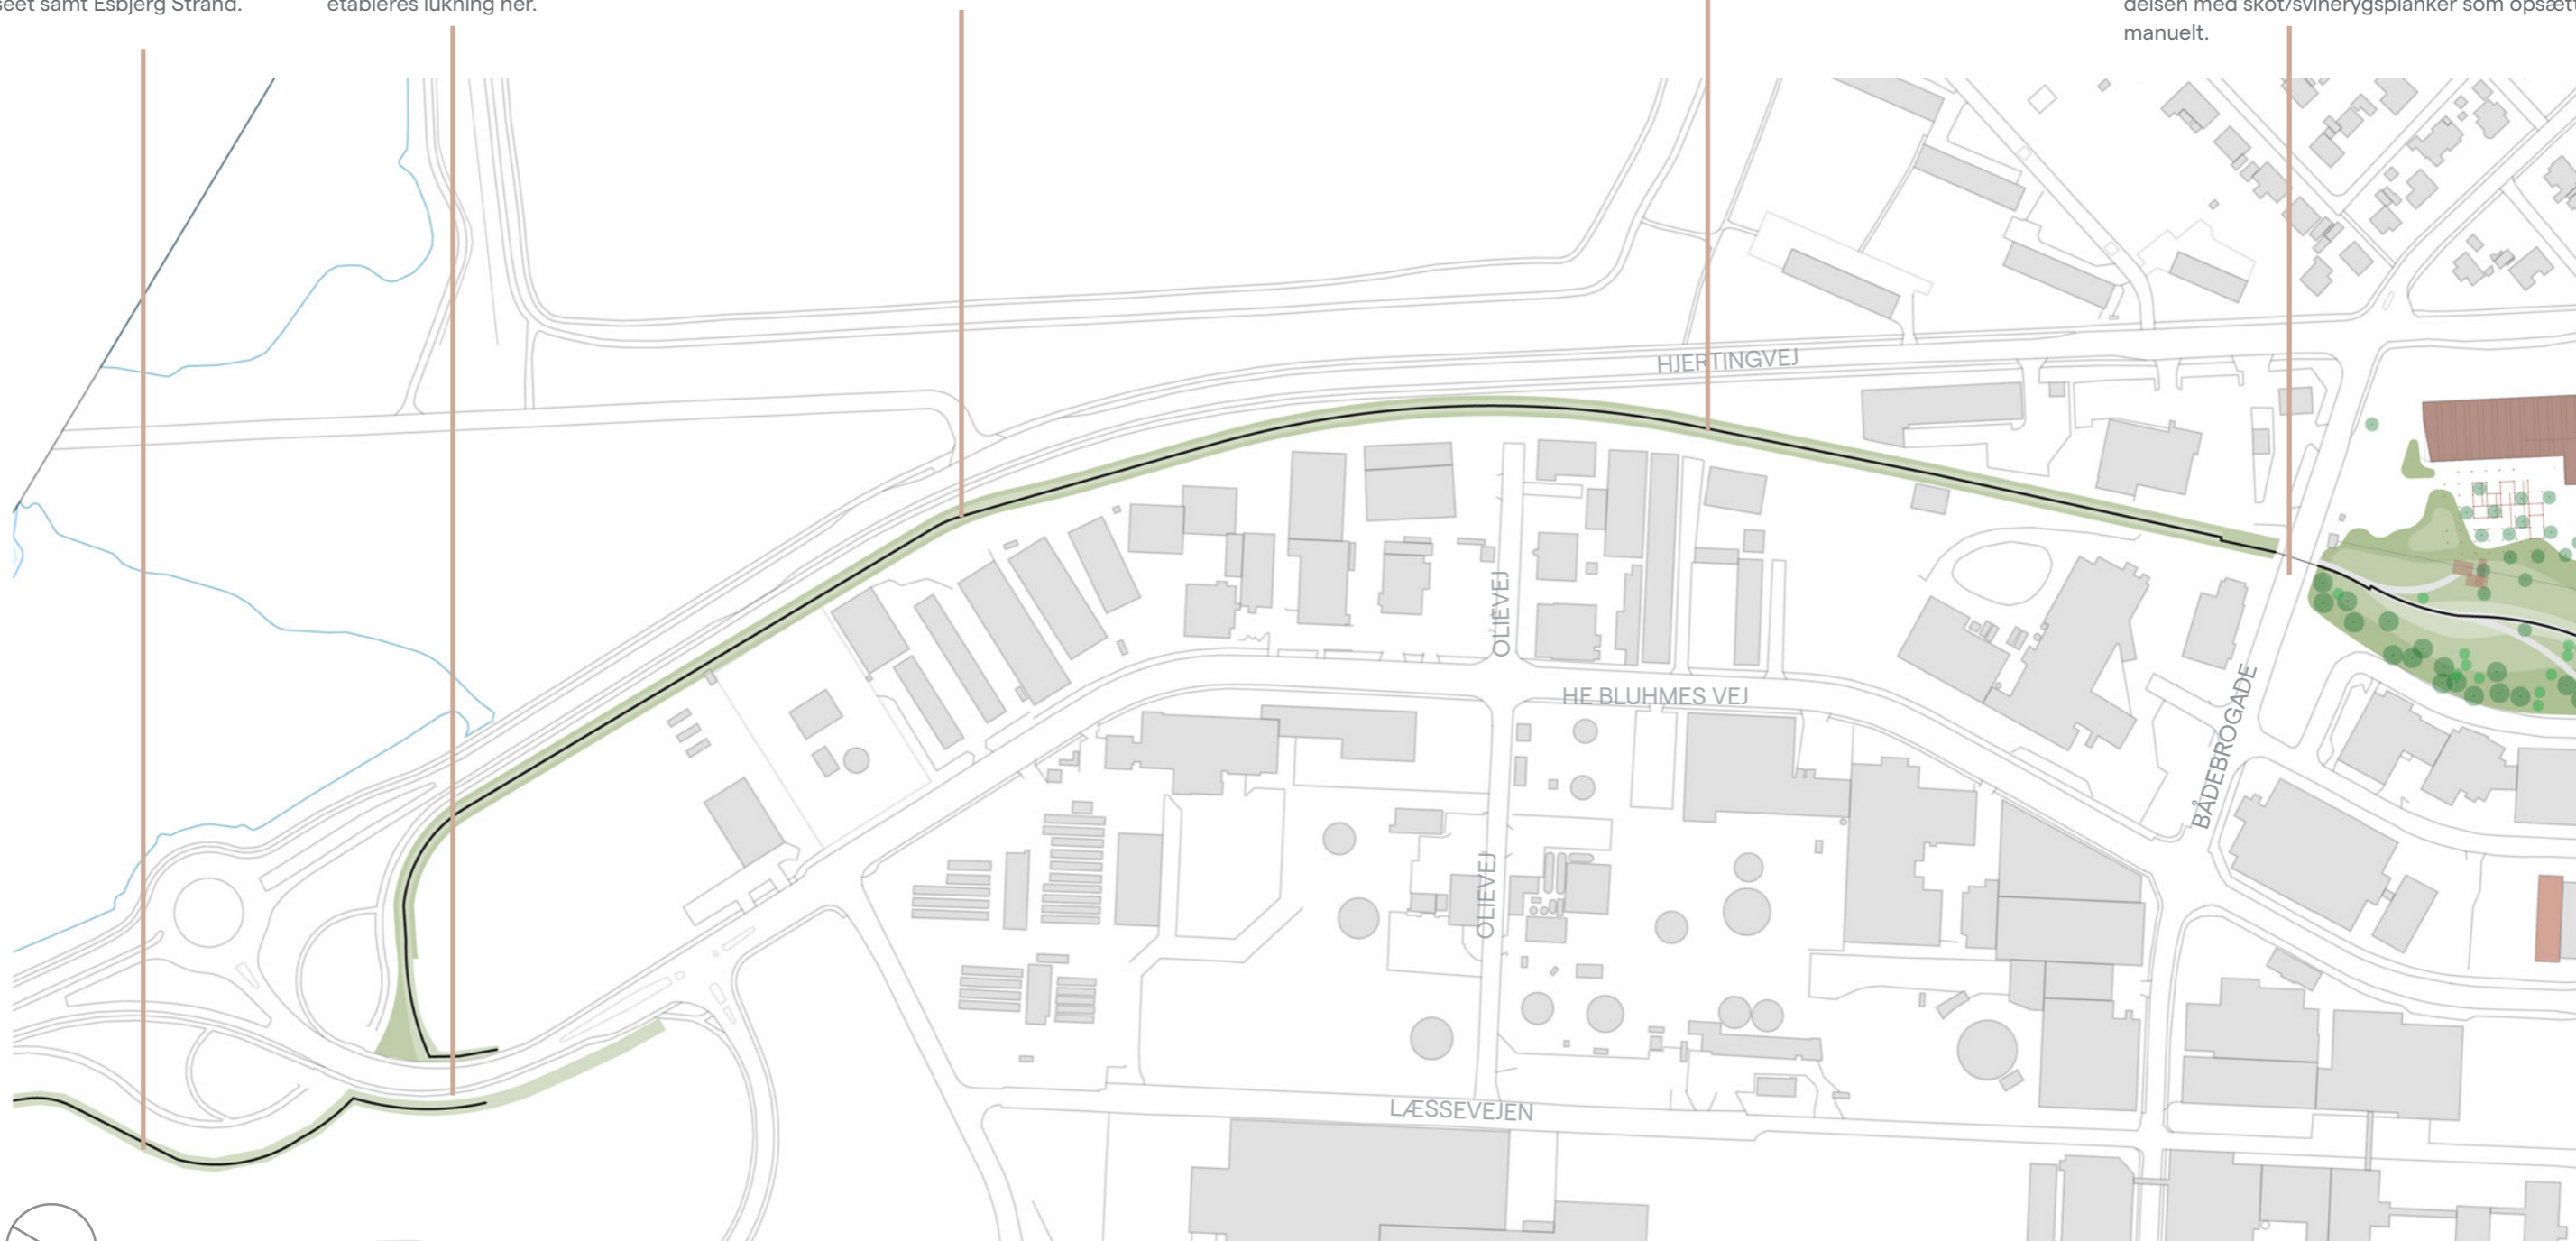 seet samt Esbjerg Strand.
etableres lukning her.
delsen med skot/svinerygsplanker som opsætt
manuelt.
HJERTINGVEJ
OLIEVEJ
HE BLUHMES VEJ
BÅDEBROGADE
OLIEVEJ
LÆSSEVEJEN